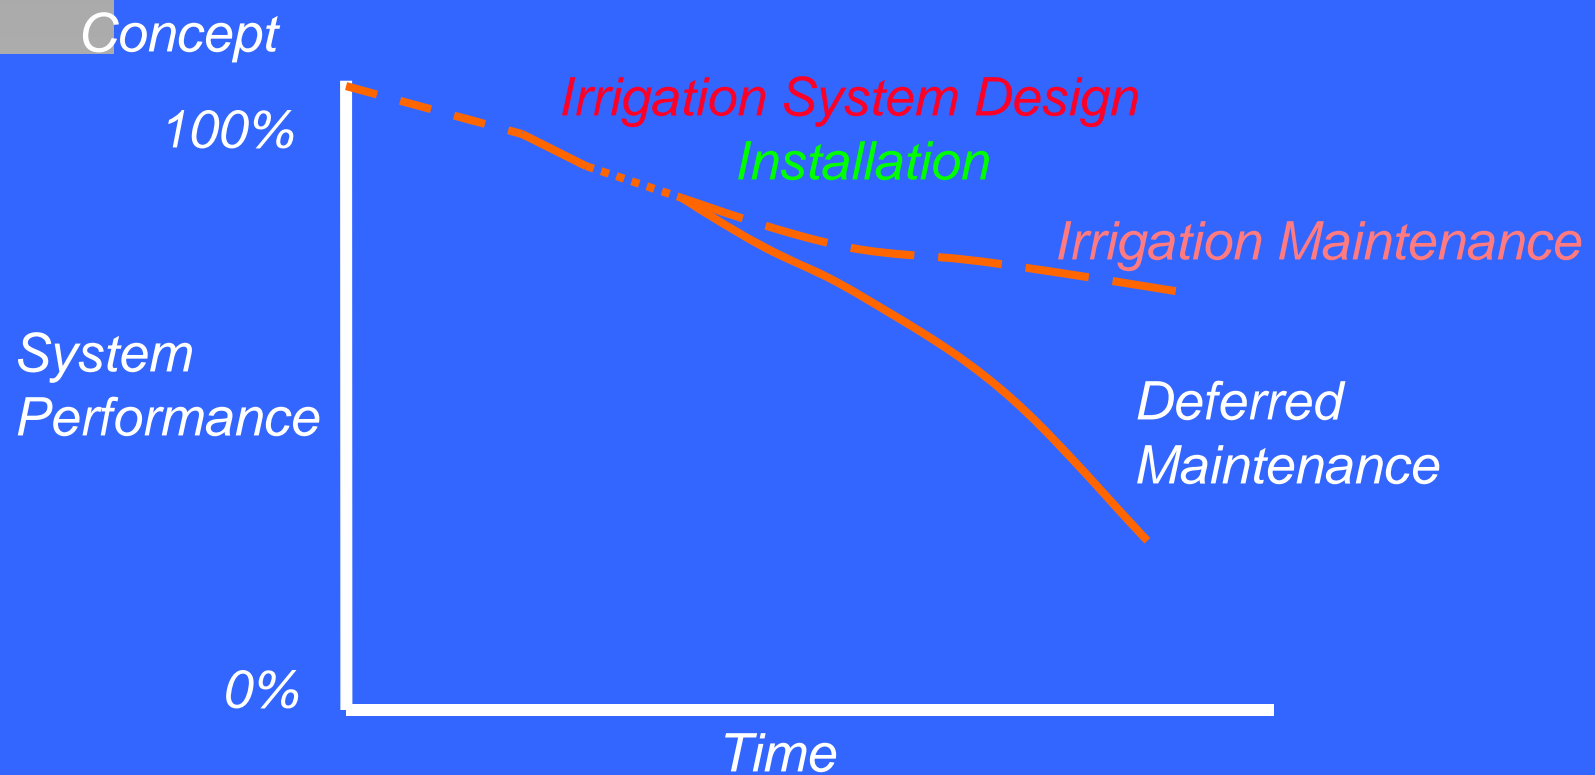 Concept
100%
Irrigation System Design
Installation
Irrigation Maintenance
System
Performance
Deferred
Maintenance
0%
Time